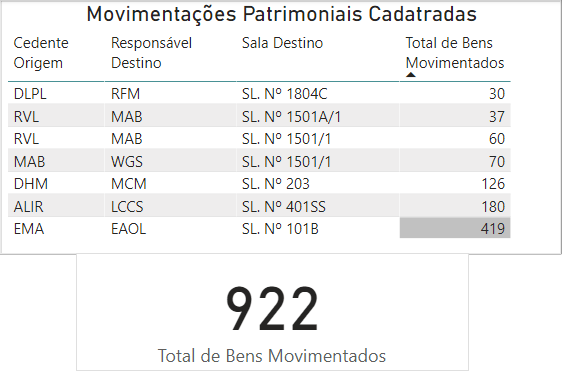 Movimentações Patrimoniais Cadatradas
Cedente Origem Responsável Destino Sala Destino Total de Bens Movimentados
DLPL RFM SL. Nº 1804C 30
RVL MAB SL. Nº 1501A/1 37
RVL MAB SL. Nº 1501/1 60
MAB WGS SL. Nº 1501/1 70
DHM MCM SL. Nº 203 126
ALIR LCCS SL. Nº 401SS 180
EMA EAOL SL. Nº 101B 419
922
Total de Bens Movimentados